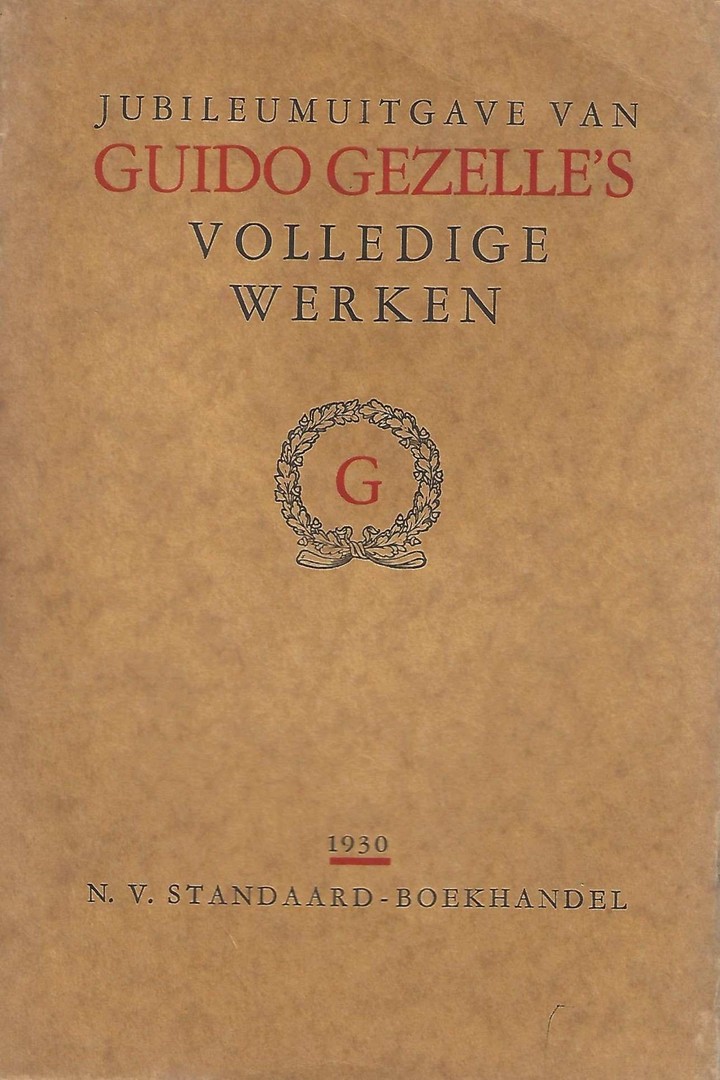 JUBILEUMUITGAVE VAN
GUIDO GEZELLE'S
VOLLEDIGE
WERKEN
G
1930
N. V. STANDAARD-BOEKHANDEL